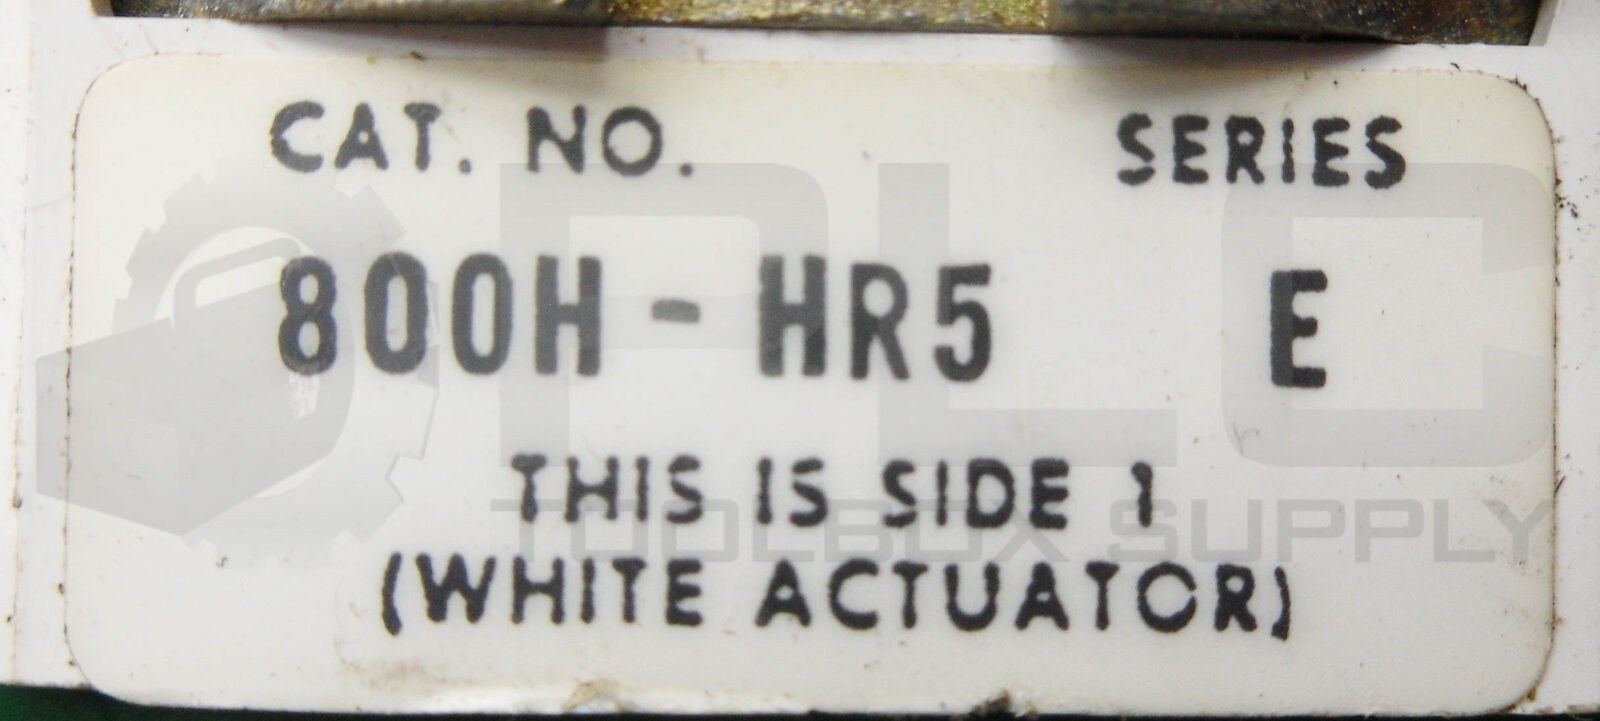 CAT. NO. SERIES
800H-HR5 E
THIS IS SIDE 1
(WHITE ACTUATOR)
PLC
TOOLBOX SUPPLY